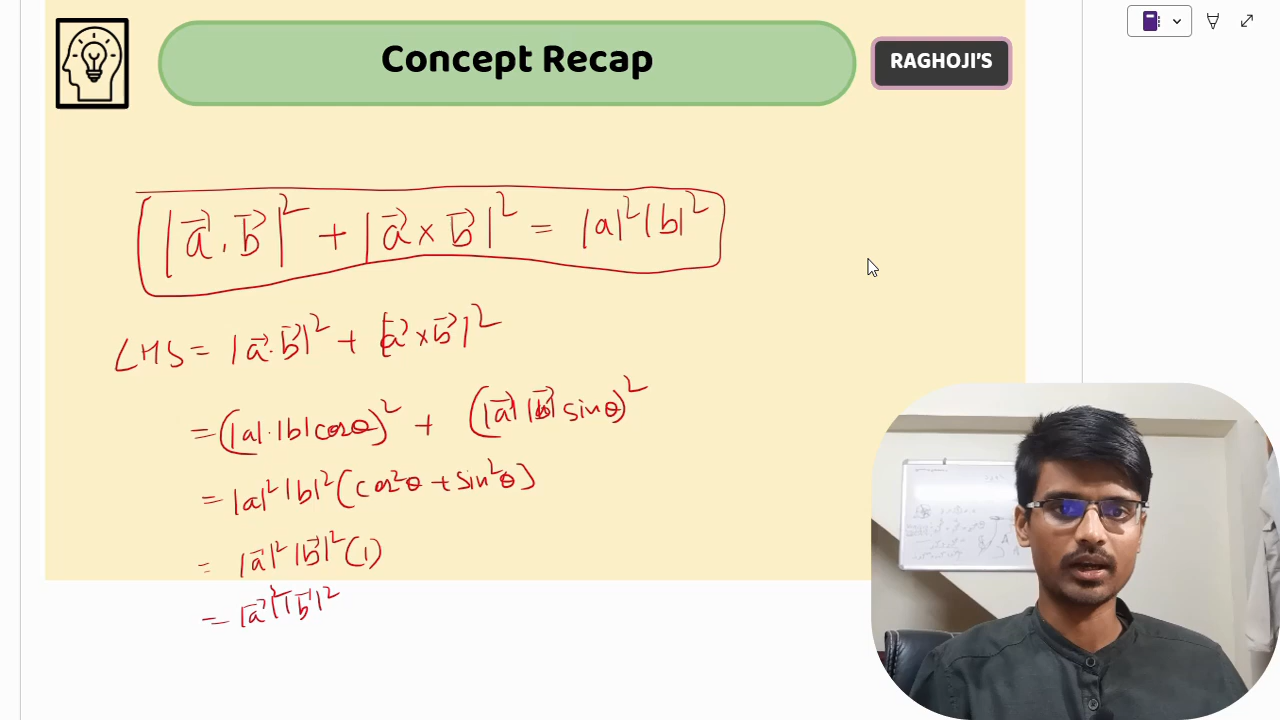 Concept Recap
RAGHOJI'S
|a⃗ . b⃗|² + |a⃗ × b⃗|² = |a|² |b|²
LHS = |a⃗ . b⃗|² + |a⃗ × b⃗|²
= (|a| . |b| cosθ)² + (|a⃗| |b⃗| sinθ)²
= |a|² |b|² (cos²θ + sin²θ)
= |a⃗|² |b⃗|² (1)
= |a⃗|² |b⃗|²